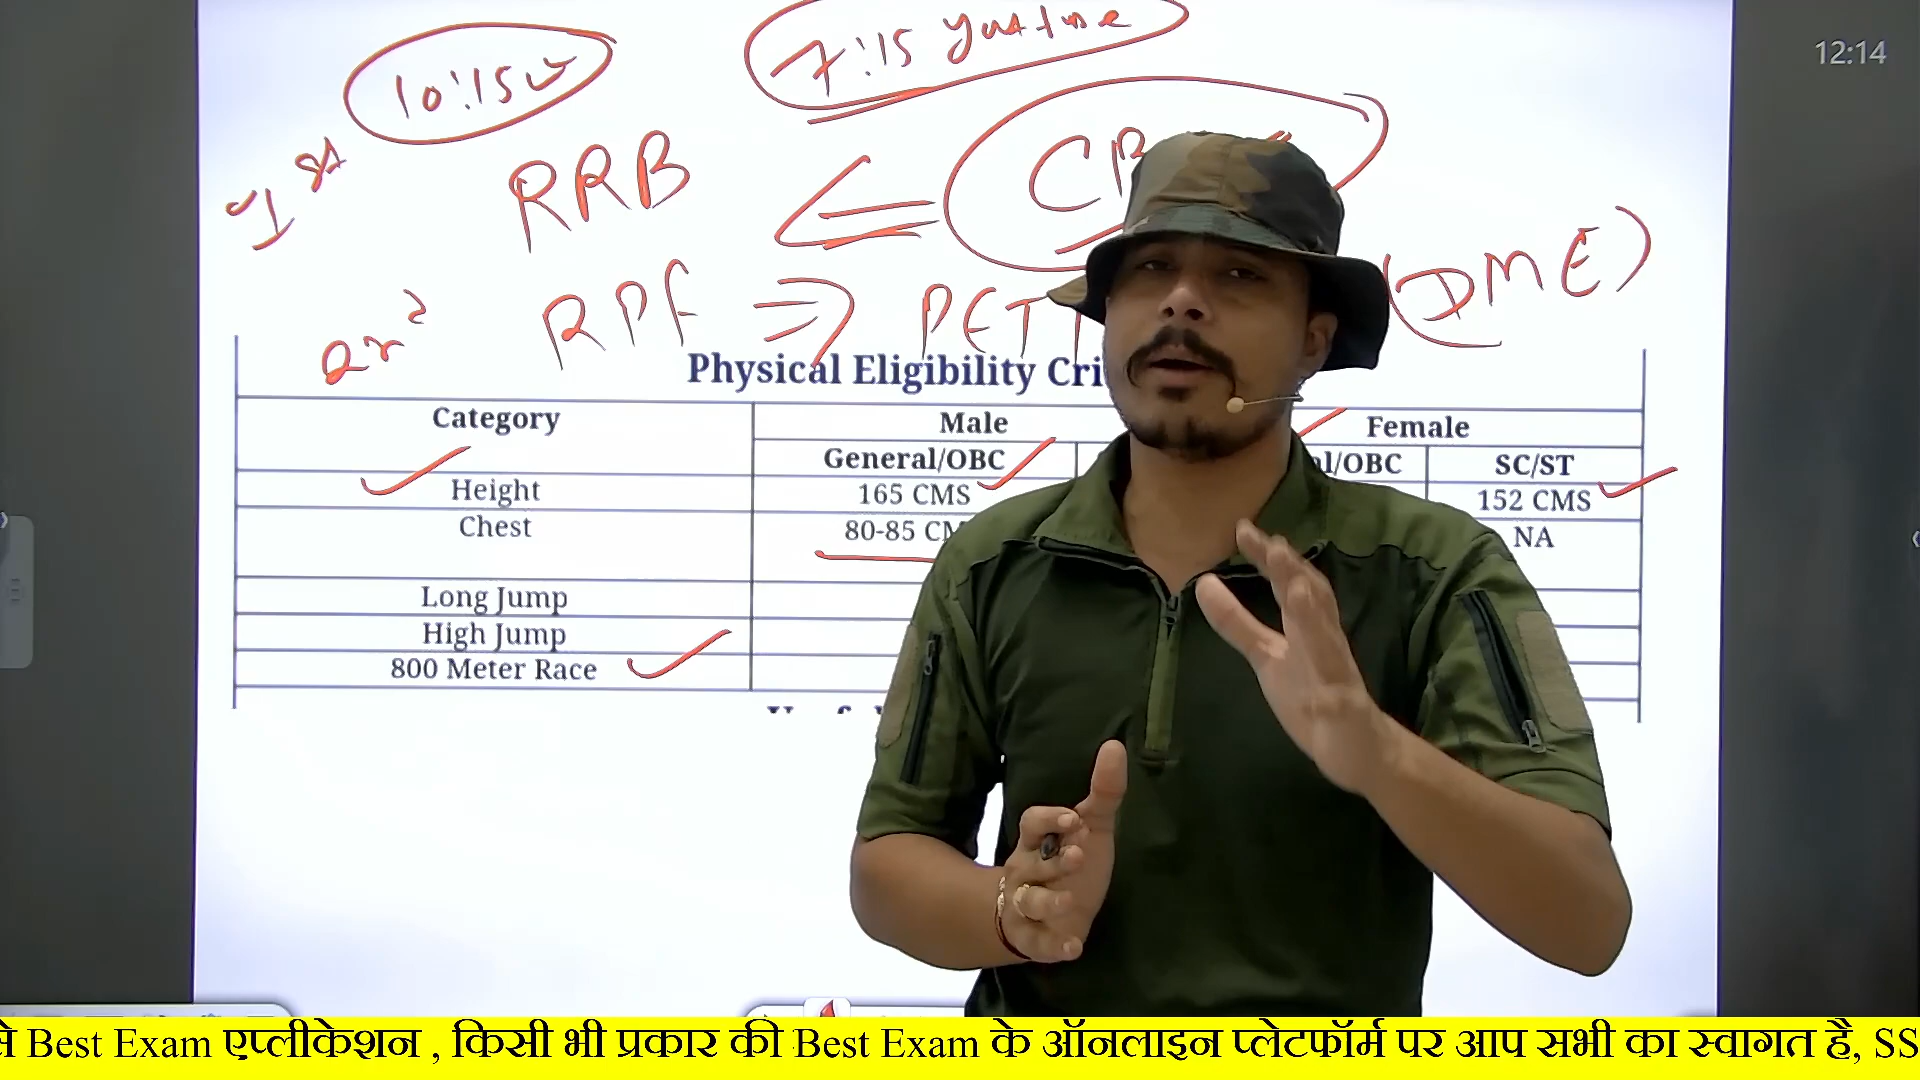 12:14
10:15
7:15
1st
RRB
RPF
PET
(DME)
Physical Eligibility Cri
Category
Male
Female
General/OBC
al/OBC
SC/ST
Height
165 CMS
152 CMS
Chest
80-85 CM
NA
Long Jump
High Jump
800 Meter Race
से Best Exam एप्लीकेशन , किसी भी प्रकार की Best Exam के ऑनलाइन प्लेटफॉर्म पर आप सभी का स्वागत है, SS